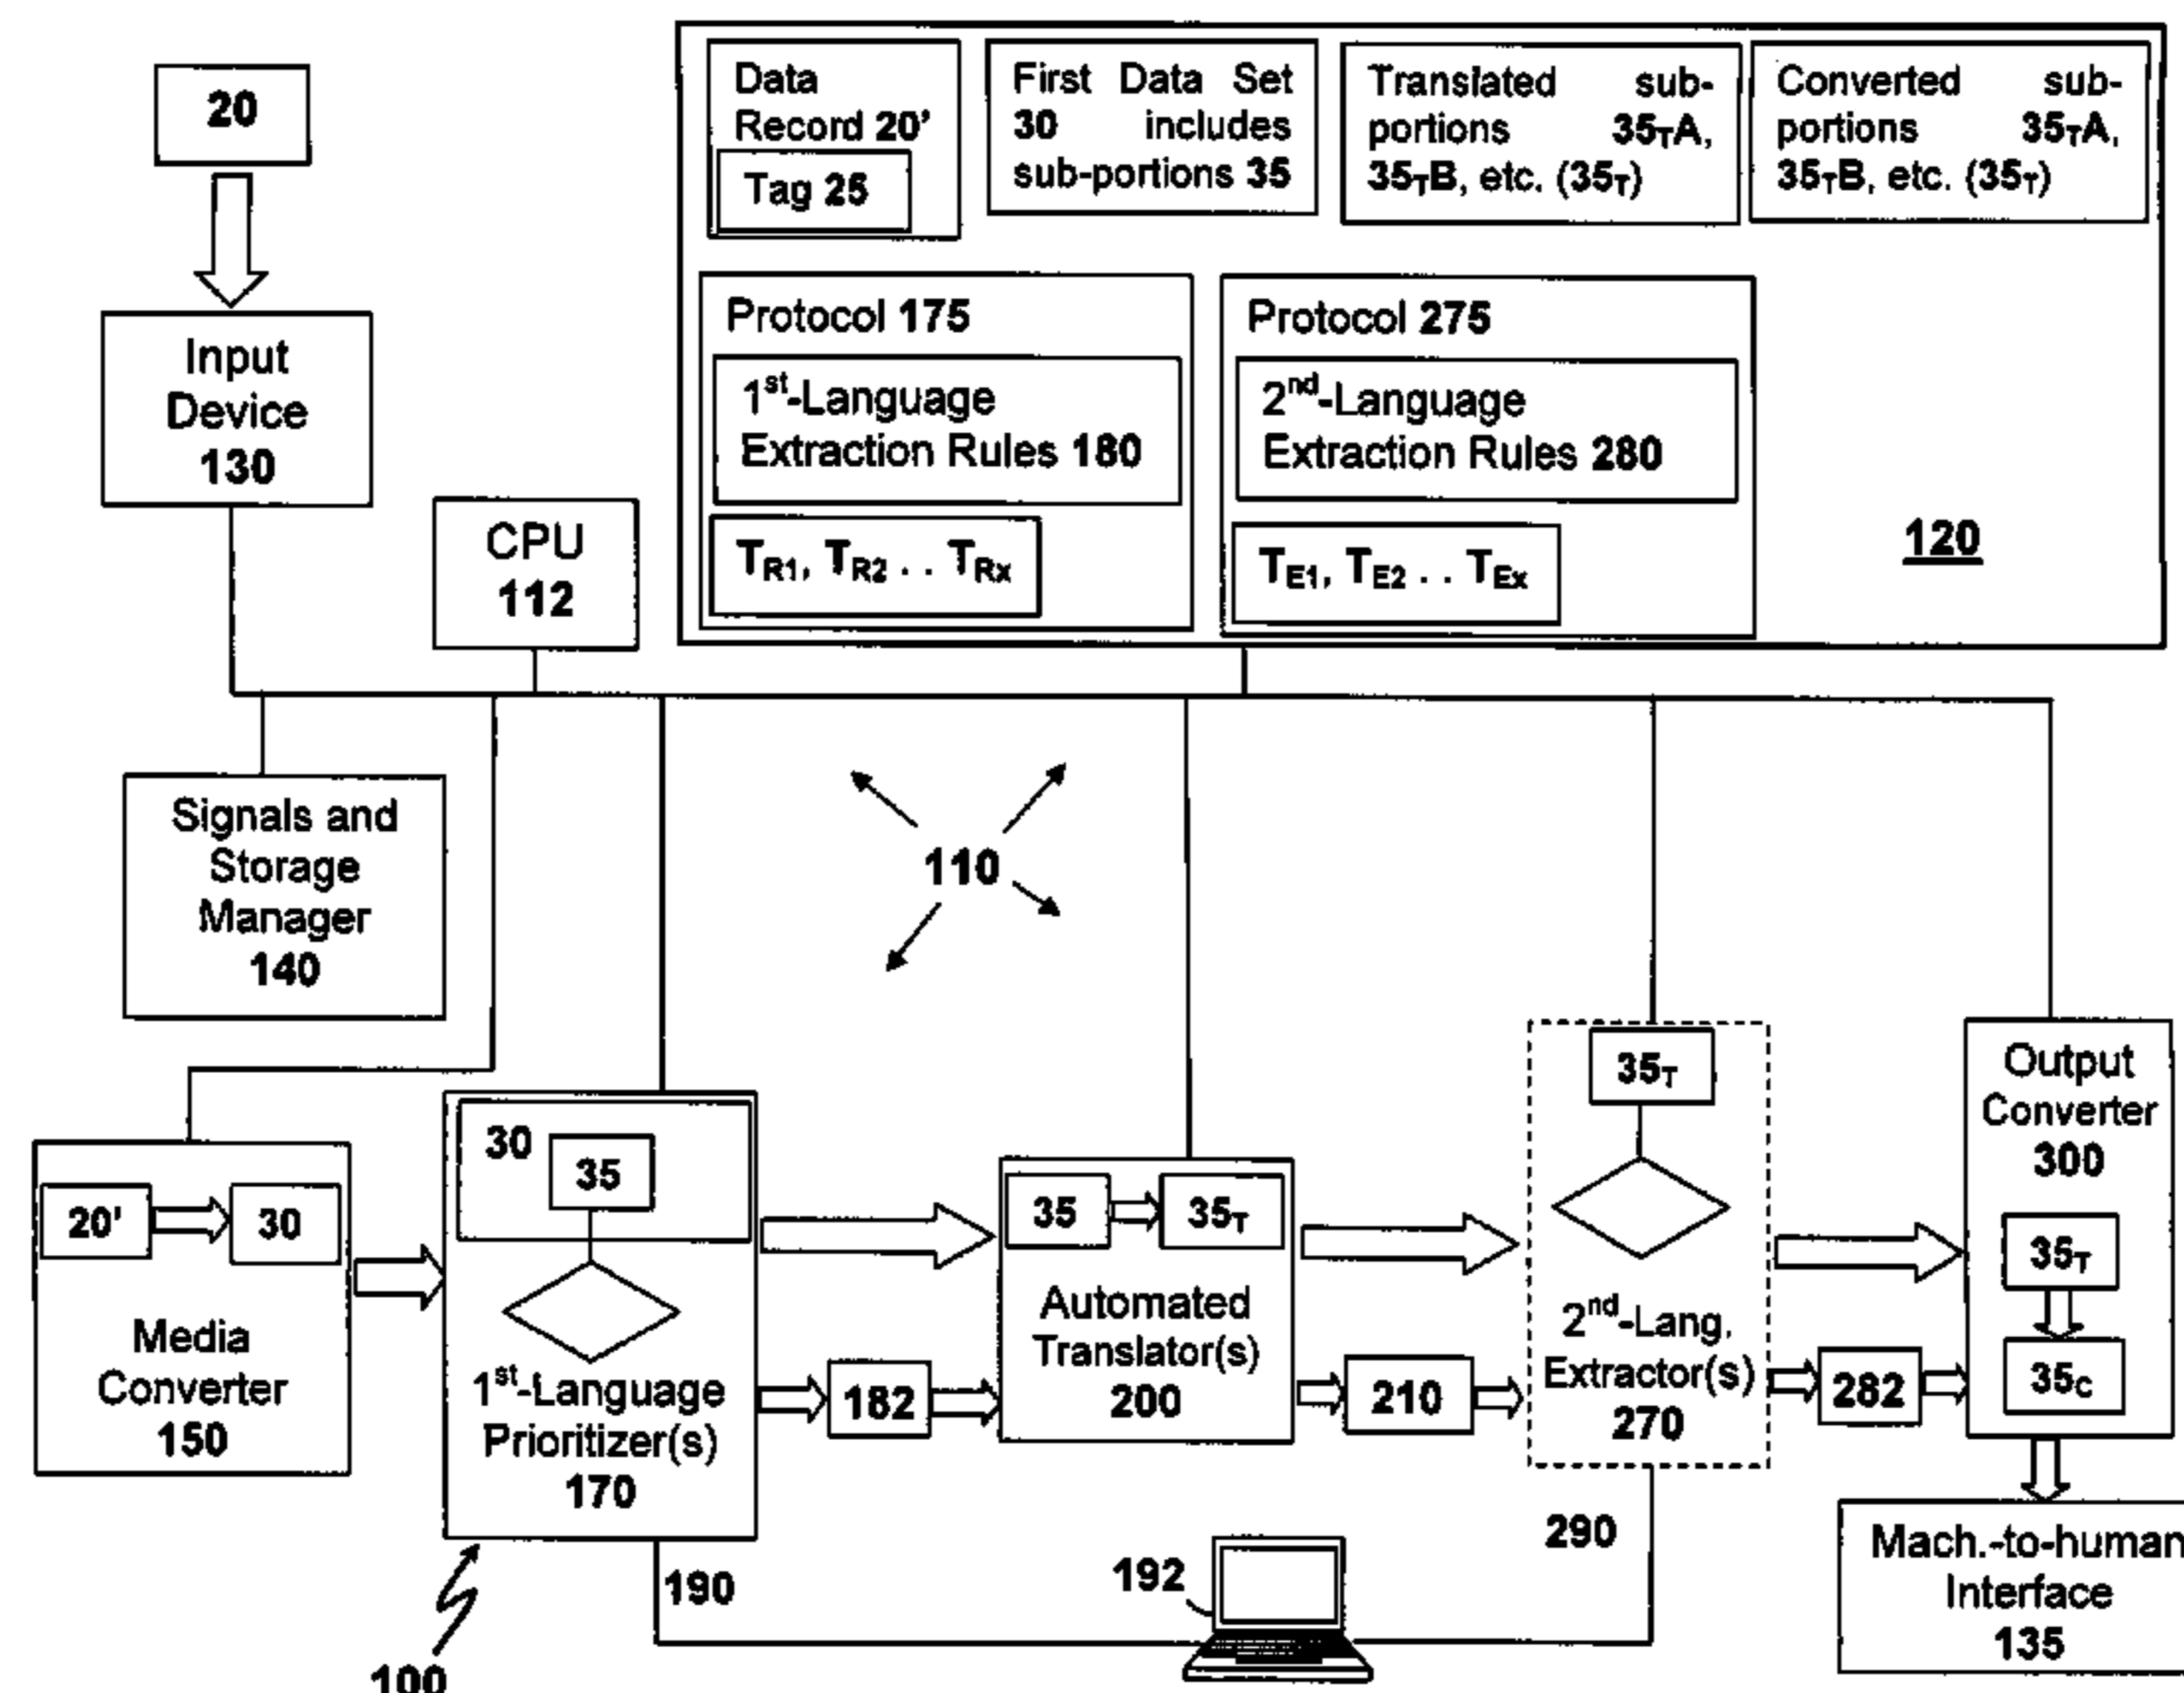 20
Input
Device
130
CPU
112
Data
Record 20'
Tag 25
First Data Set
30 includes
sub-portions 35
Translated sub-
portions 35TA,
35TB, etc. (35T)
Converted sub-
portions 35TA,
35TB, etc. (35T)
Protocol 175
1st-Language
Extraction Rules 180
TR1, TR2 . . TRx
Protocol 275
2nd-Language
Extraction Rules 280
TE1, TE2 . . TEx
120
Signals and
Storage
Manager
140
110
20' 30
Media
Converter
150
30 35
1st-Language
Prioritizer(s)
170
182
35 35T
Automated
Translator(s)
200
210
35T
2nd-Lang.
Extractor(s)
270
282
Output
Converter
300
35T
35C
Mach.-to-human
Interface
135
100
190
192
290